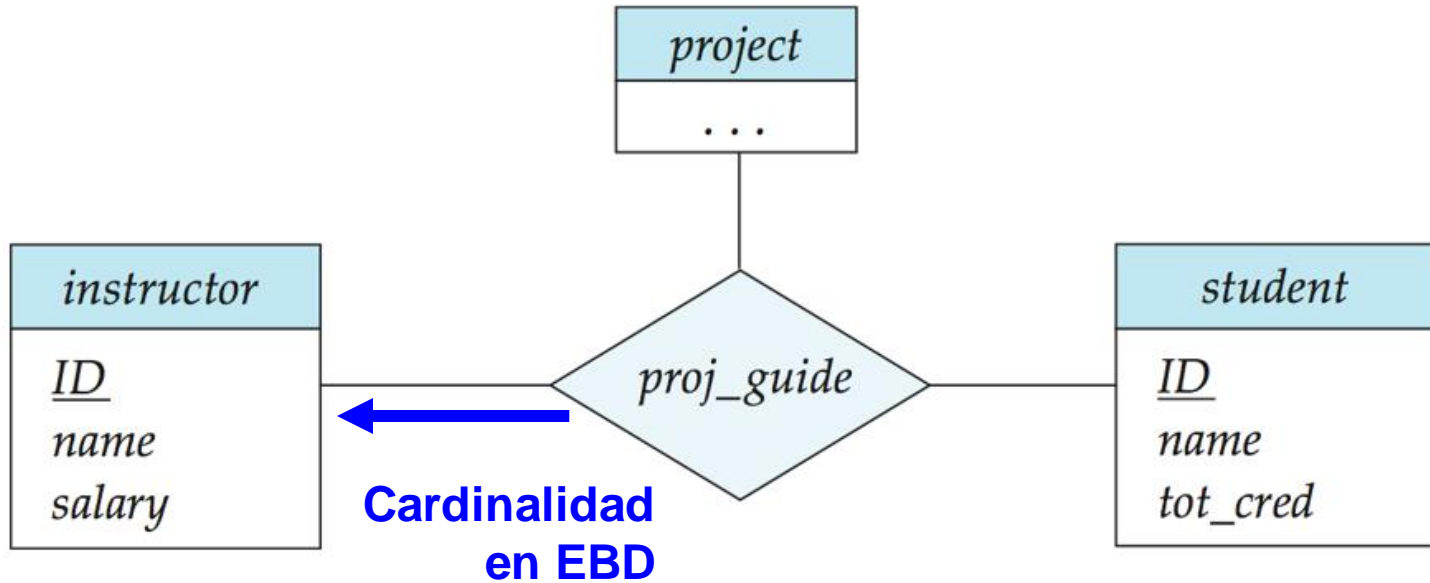 project
. . .
instructor
ID
name
salary
proj_guide
student
ID
name
tot_cred
Cardinalidad
en EBD